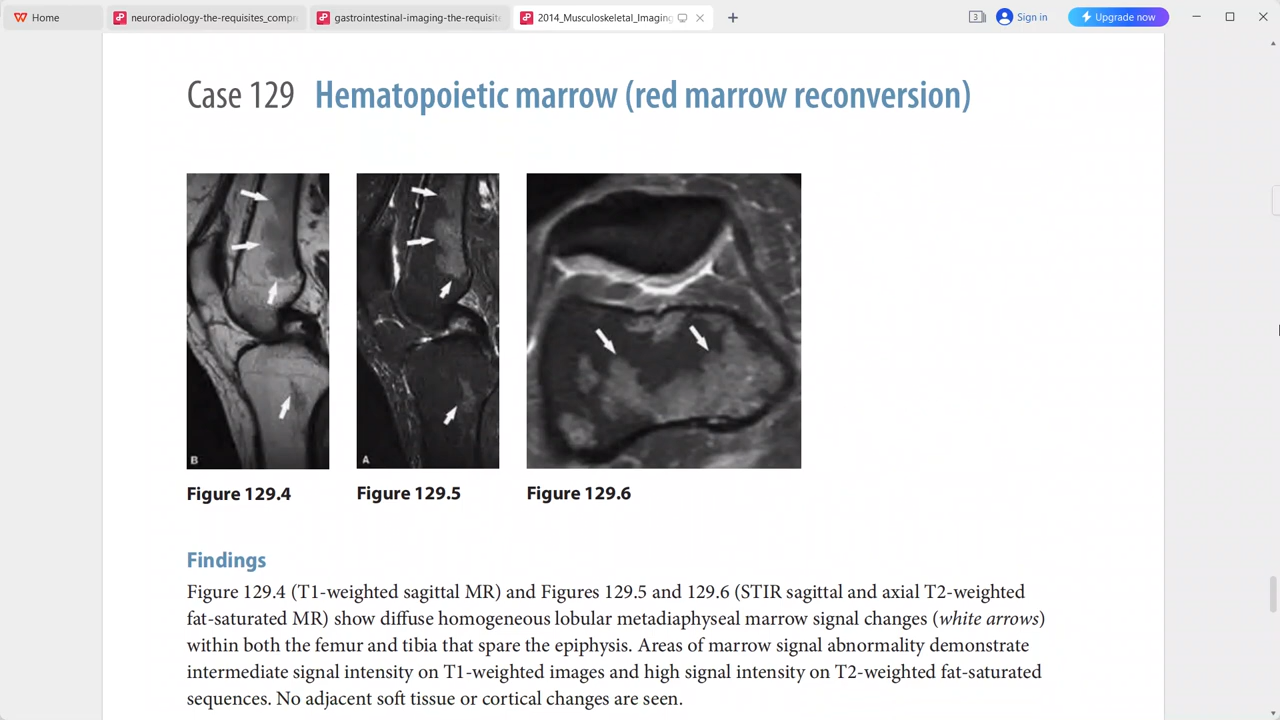 Home
neuroradiology-the-requisites_compr
gastrointestinal-imaging-the-requisite
2014_Musculoskeletal_Imaging
3
Sign in
Upgrade now
Case 129 Hematopoietic marrow (red marrow reconversion)
B
A
Figure 129.4
Figure 129.5
Figure 129.6
Findings
Figure 129.4 (T1-weighted sagittal MR) and Figures 129.5 and 129.6 (STIR sagittal and axial T2-weighted
fat-saturated MR) show diffuse homogeneous lobular metadiaphyseal marrow signal changes (white arrows)
within both the femur and tibia that spare the epiphysis. Areas of marrow signal abnormality demonstrate
intermediate signal intensity on T1-weighted images and high signal intensity on T2-weighted fat-saturated
sequences. No adjacent soft tissue or cortical changes are seen.